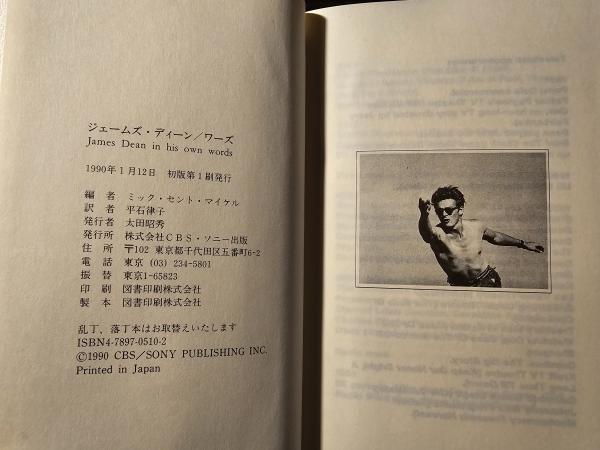 ジェームズ・ディーン／ワーズ
James Dean in his own words
1990年1月12日　初版第1刷発行
編　者　ミック・セント・マイケル
訳　者　平石律子
発行者　太田昭秀
発行所　株式会社CBS・ソニー出版
住　所　〒102 東京都千代田区五番町6-2
電　話　東京 (03) 234-5801
振　替　東京1-65823
印　刷　図書印刷株式会社
製　本　図書印刷株式会社
乱丁、落丁本はお取替えいたします
ISBN4-7897-0510-2
©1990 CBS／SONY PUBLISHING INC.
Printed in Japan